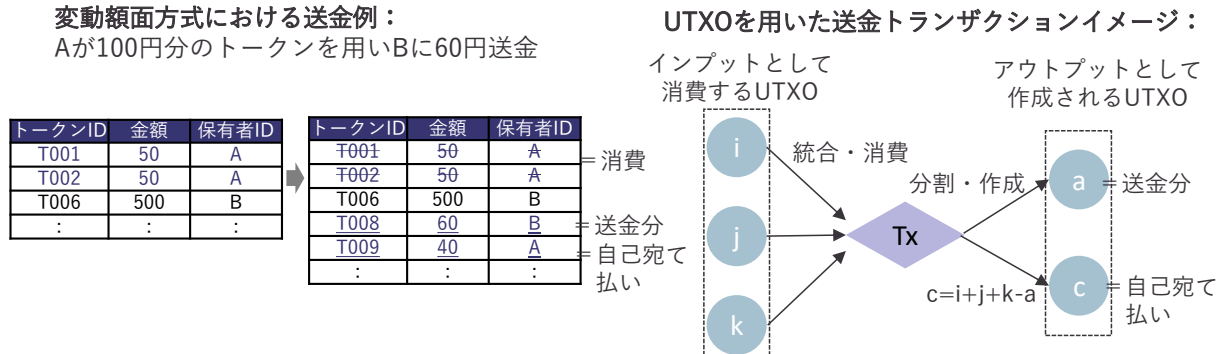 変動額面方式における送金例：
Aが100円分のトークンを用いBに60円送金
トークンID 金額 保有者ID
T001 50 A
T002 50 A
T006 500 B
： ： ：
トークンID 金額 保有者ID
T001 50 A
T002 50 A
＝消費
T006 500 B
T008 60 B ＝送金分
T009 40 A ＝自己宛て
払い
： ： ：
UTXOを用いた送金トランザクションイメージ：
インプットとして
消費するUTXO
アウトプットとして
作成されるUTXO
i
j
k
統合・消費
Tx
分割・作成
c=i+j+k-a
a ＝送金分
c ＝自己宛て
払い